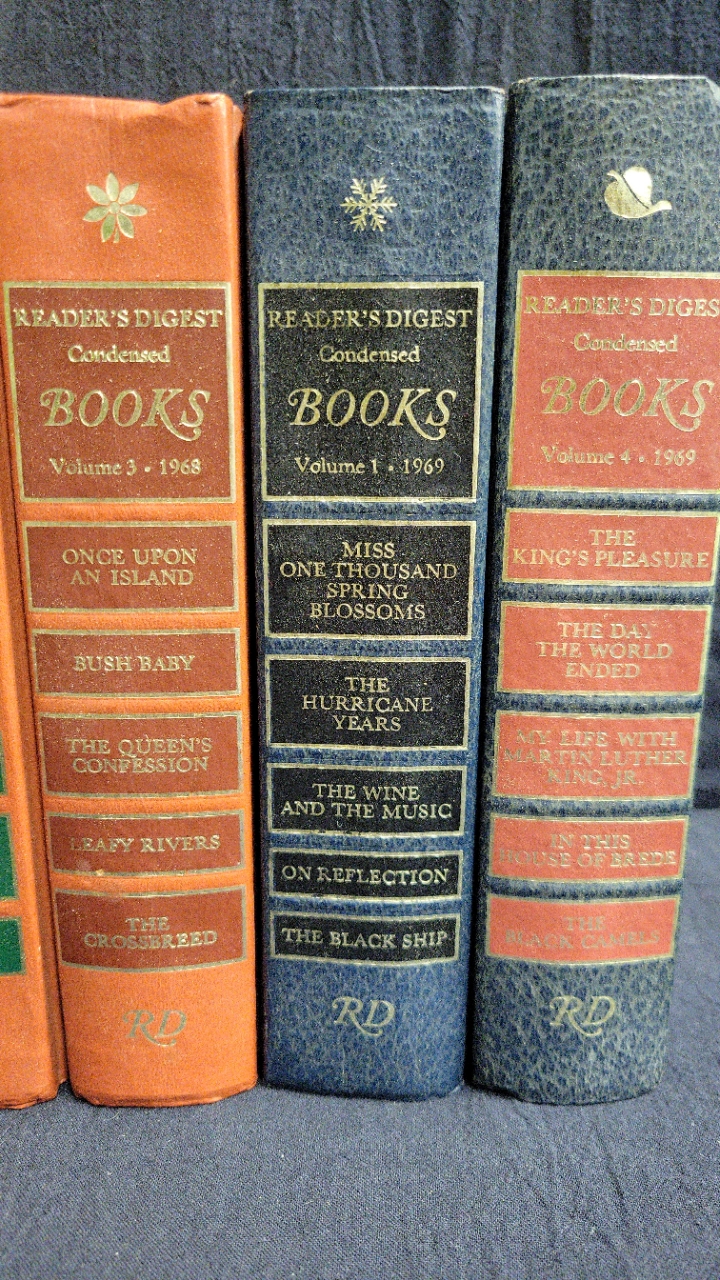 READER'S DIGEST
Condensed
BOOKS
Volume 3 • 1968
ONCE UPON
AN ISLAND
BUSH BABY
THE QUEEN'S
CONFESSION
LEAFY RIVERS
THE
CROSSBREED
RD
READER'S DIGEST
Condensed
BOOKS
Volume 1 • 1969
MISS
ONE THOUSAND
SPRING
BLOSSOMS
THE
HURRICANE
YEARS
THE WINE
AND THE MUSIC
ON REFLECTION
THE BLACK SHIP
RD
READER'S DIGES
Condensed
BOOKS
Volume 4 • 1969
THE
KING'S PLEASURE
THE DAY
THE WORLD
ENDED
MY LIFE WITH
MARTIN LUTHER
KING, JR.
IN THIS
HOUSE OF BREDE
THE
BLACK CAMELS
RD